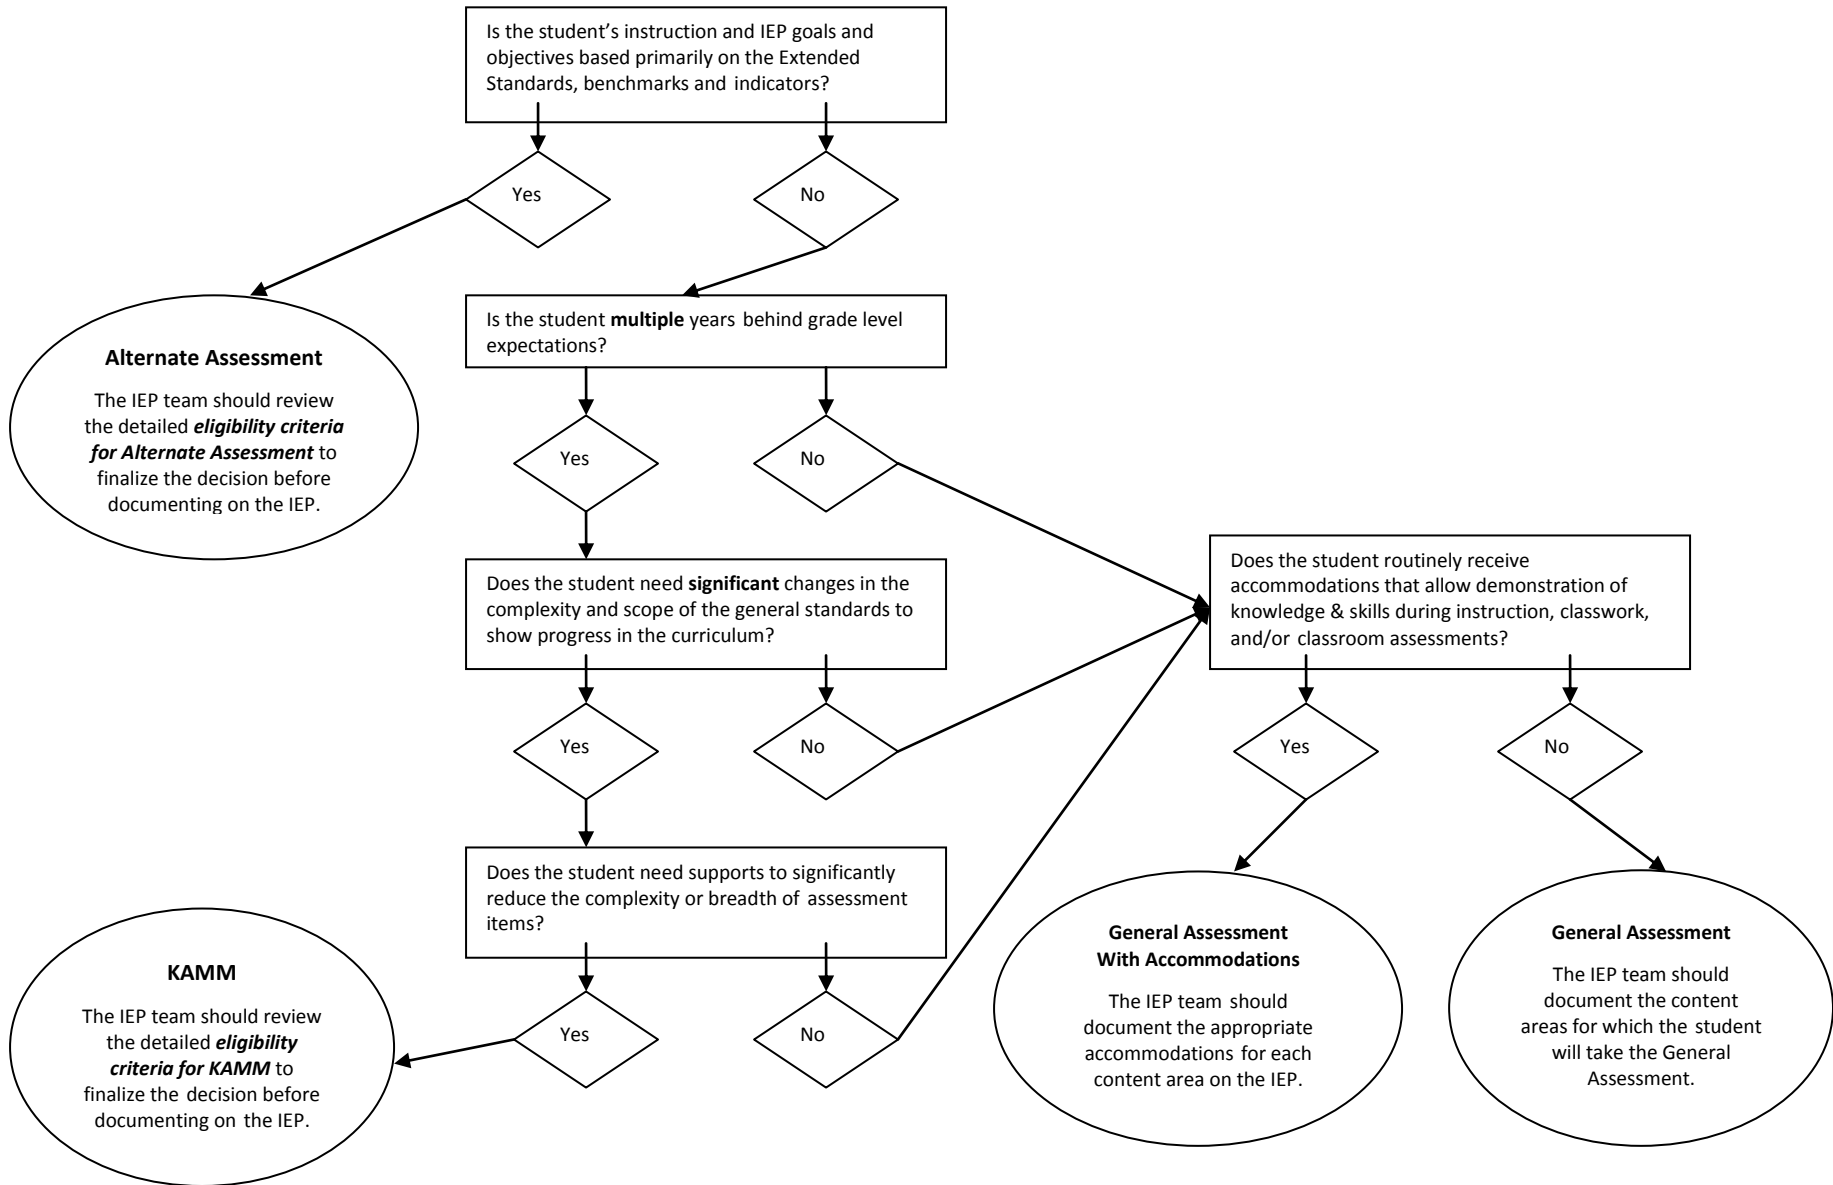 Is the student’s instruction and IEP goals and
objectives based primarily on the Extended
Standards, benchmarks and indicators?
Yes
No
Alternate Assessment
The IEP team should review
the detailed eligibility criteria
for Alternate Assessment to
finalize the decision before
documenting on the IEP.
Is the student multiple years behind grade level
expectations?
Yes
No
Does the student need significant changes in the
complexity and scope of the general standards to
show progress in the curriculum?
Yes
No
Does the student need supports to significantly
reduce the complexity or breadth of assessment
items?
Yes
No
KAMM
The IEP team should review
the detailed eligibility
criteria for KAMM to
finalize the decision before
documenting on the IEP.
Does the student routinely receive
accommodations that allow demonstration of
knowledge & skills during instruction, classwork,
and/or classroom assessments?
Yes
No
General Assessment
With Accommodations
The IEP team should
document the appropriate
accommodations for each
content area on the IEP.
General Assessment
The IEP team should
document the content
areas for which the student
will take the General
Assessment.